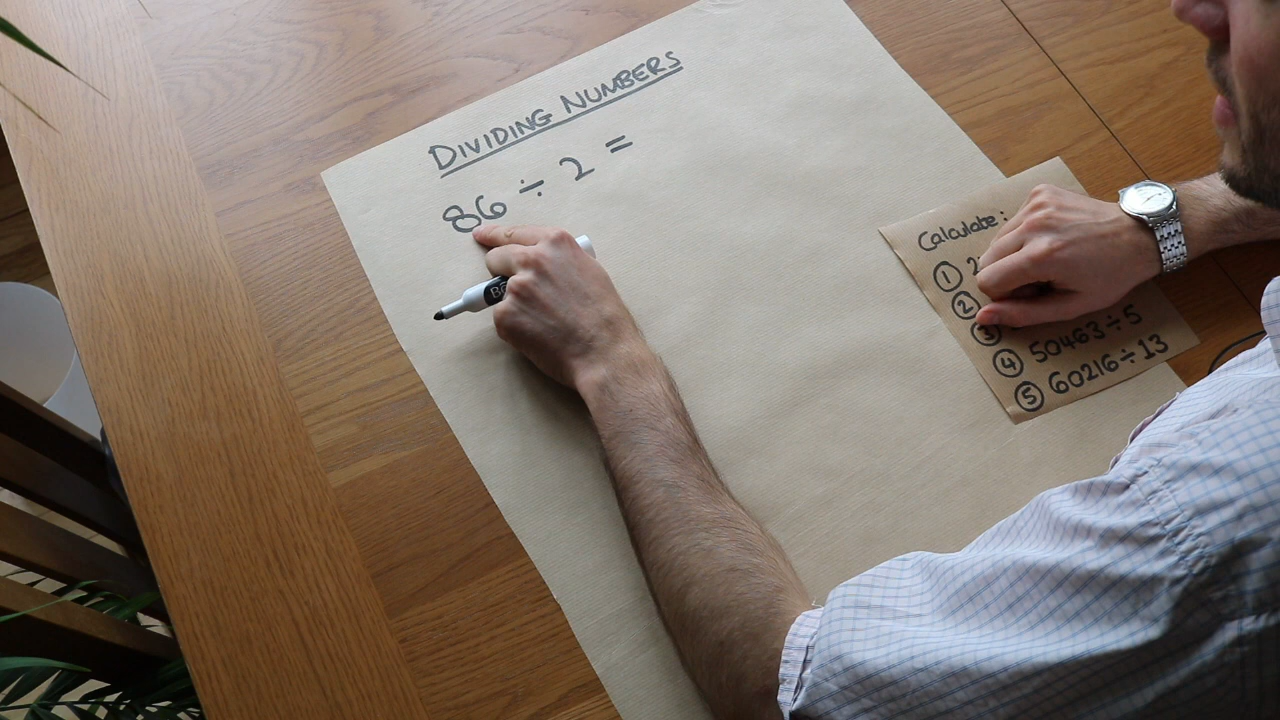 DIVIDING NUMBERS
86 ÷ 2 =
Calculate:
①
②
③
④ 50463÷5
⑤ 60216÷13